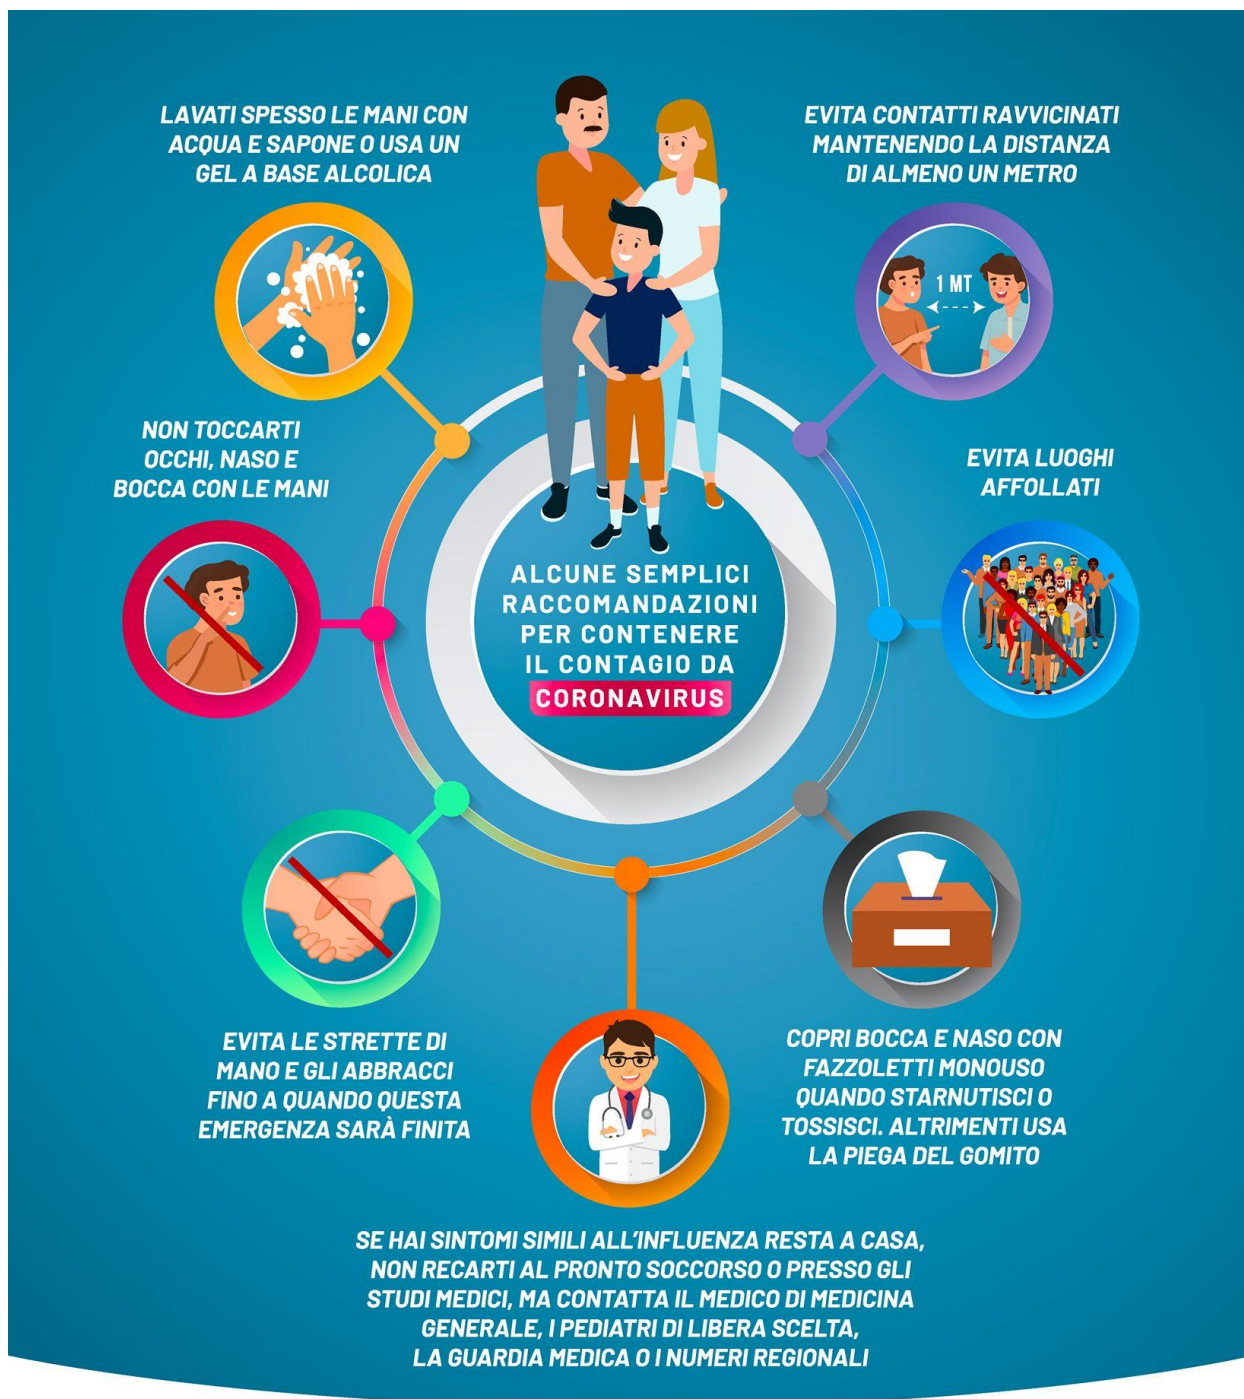 LAVATI SPESSO LE MANI CON
ACQUA E SAPONE O USA UN
GEL A BASE ALCOLICA
EVITA CONTATTI RAVVICINATI
MANTENENDO LA DISTANZA
DI ALMENO UN METRO
1 MT
NON TOCCARTI
OCCHI, NASO E
BOCCA CON LE MANI
EVITA LUOGHI
AFFOLLATI
ALCUNE SEMPLICI
RACCOMANDAZIONI
PER CONTENERE
IL CONTAGIO DA
CORONAVIRUS
EVITA LE STRETTE DI
MANO E GLI ABBRACCI
FINO A QUANDO QUESTA
EMERGENZA SARÀ FINITA
COPRI BOCCA E NASO CON
FAZZOLETTI MONOUSO
QUANDO STARNUTISCI O
TOSSISCI. ALTRIMENTI USA
LA PIEGA DEL GOMITO
SE HAI SINTOMI SIMILI ALL'INFLUENZA RESTA A CASA,
NON RECARTI AL PRONTO SOCCORSO O PRESSO GLI
STUDI MEDICI, MA CONTATTA IL MEDICO DI MEDICINA
GENERALE, I PEDIATRI DI LIBERA SCELTA,
LA GUARDIA MEDICA O I NUMERI REGIONALI